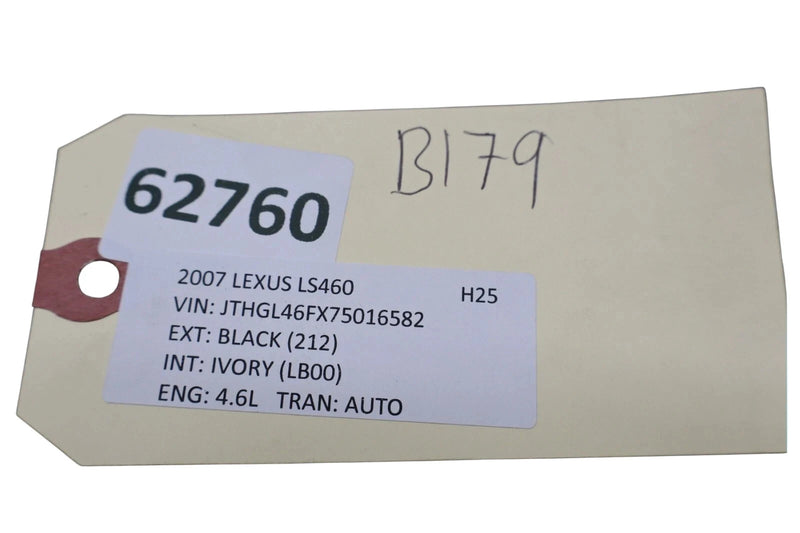 B179
62760
2007 LEXUS LS460 H25
VIN: JTHGL46FX75016582
EXT: BLACK (212)
INT: IVORY (LB00)
ENG: 4.6L TRAN: AUTO